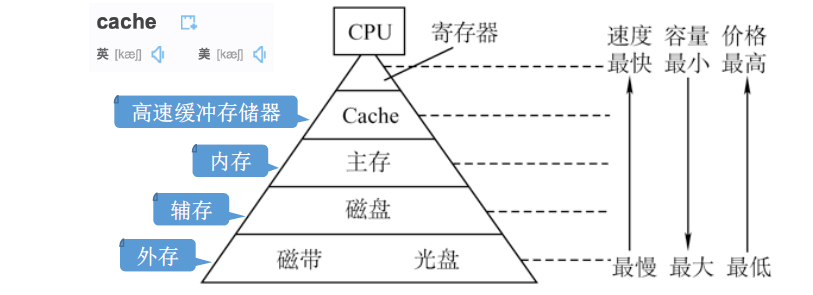 cache
英 [kæʃ] 美 [kæʃ]
CPU
寄存器
速度 容量 价格
最快 最小 最高
高速缓冲存储器
Cache
内存
主存
辅存
磁盘
外存
磁带 光盘
最慢 最大 最低